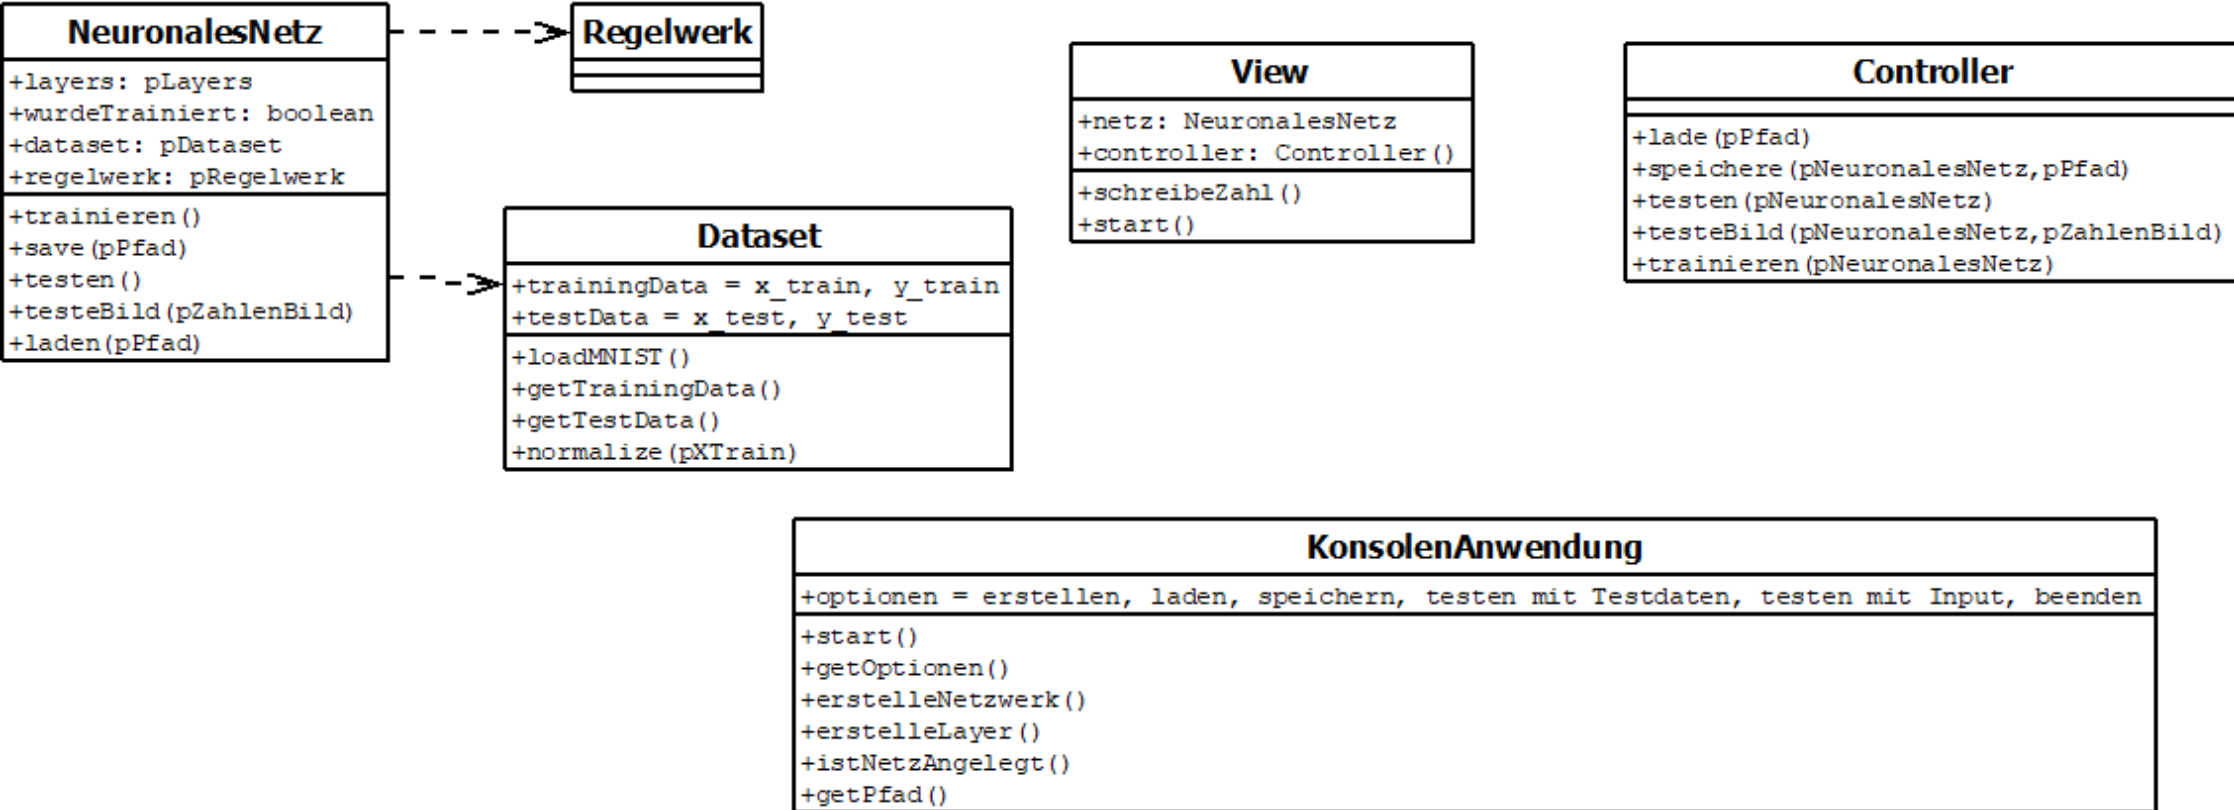 NeuronalesNetz
+layers: pLayers
+wurdeTrainiert: boolean
+dataset: pDataset
+regelwerk: pRegelwerk
+trainieren()
+save(pPfad)
+testen()
+testeBild(pZahlenBild)
+laden(pPfad)
Regelwerk
Dataset
+trainingData = x_train, y_train
+testData = x_test, y_test
+loadMNIST()
+getTrainingData()
+getTestData()
+normalize(pXTrain)
View
+netz: NeuronalesNetz
+controller: Controller()
+schreibeZahl()
+start()
Controller
+lade(pPfad)
+speichere(pNeuronalesNetz,pPfad)
+testen(pNeuronalesNetz)
+testeBild(pNeuronalesNetz,pZahlenBild)
+trainieren(pNeuronalesNetz)
KonsolenAnwendung
+optionen = erstellen, laden, speichern, testen mit Testdaten, testen mit Input, beenden
+start()
+getOptionen()
+erstelleNetzwerk()
+erstelleLayer()
+istNetzAngelegt()
+getPfad()